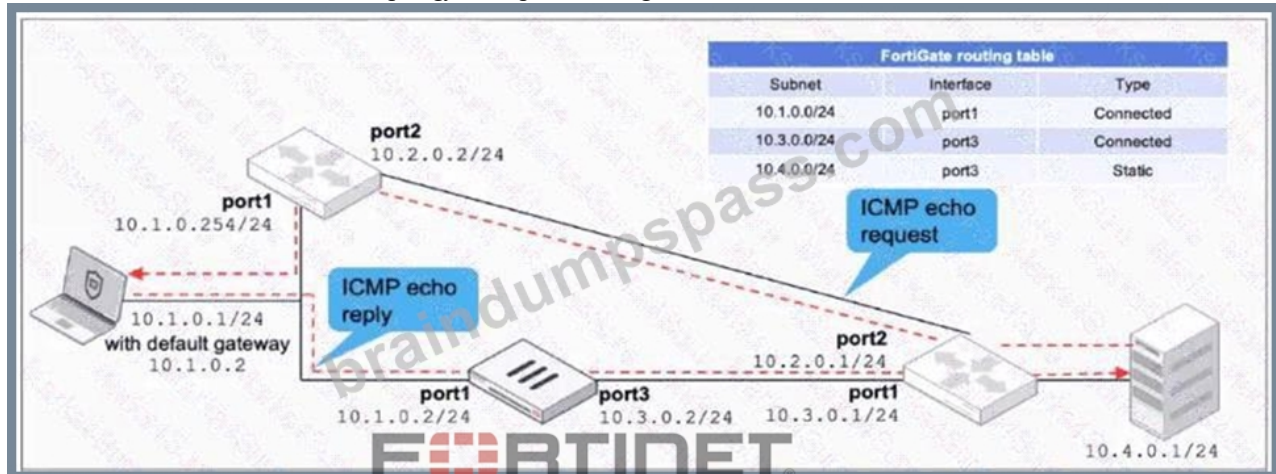 FortiGate routing table
Subnet Interface Type
10.1.0.0/24 port1 Connected
10.3.0.0/24 port3 Connected
10.4.0.0/24 port3 Static
port2
10.2.0.2/24
port1
10.1.0.254/24
ICMP echo
request
ICMP echo
reply
10.1.0.1/24
with default gateway
10.1.0.2
port1
10.1.0.2/24
port3
10.3.0.2/24
port2
10.2.0.1/24
port1
10.3.0.1/24
10.4.0.1/24
braindumpspass.com
FORTINET